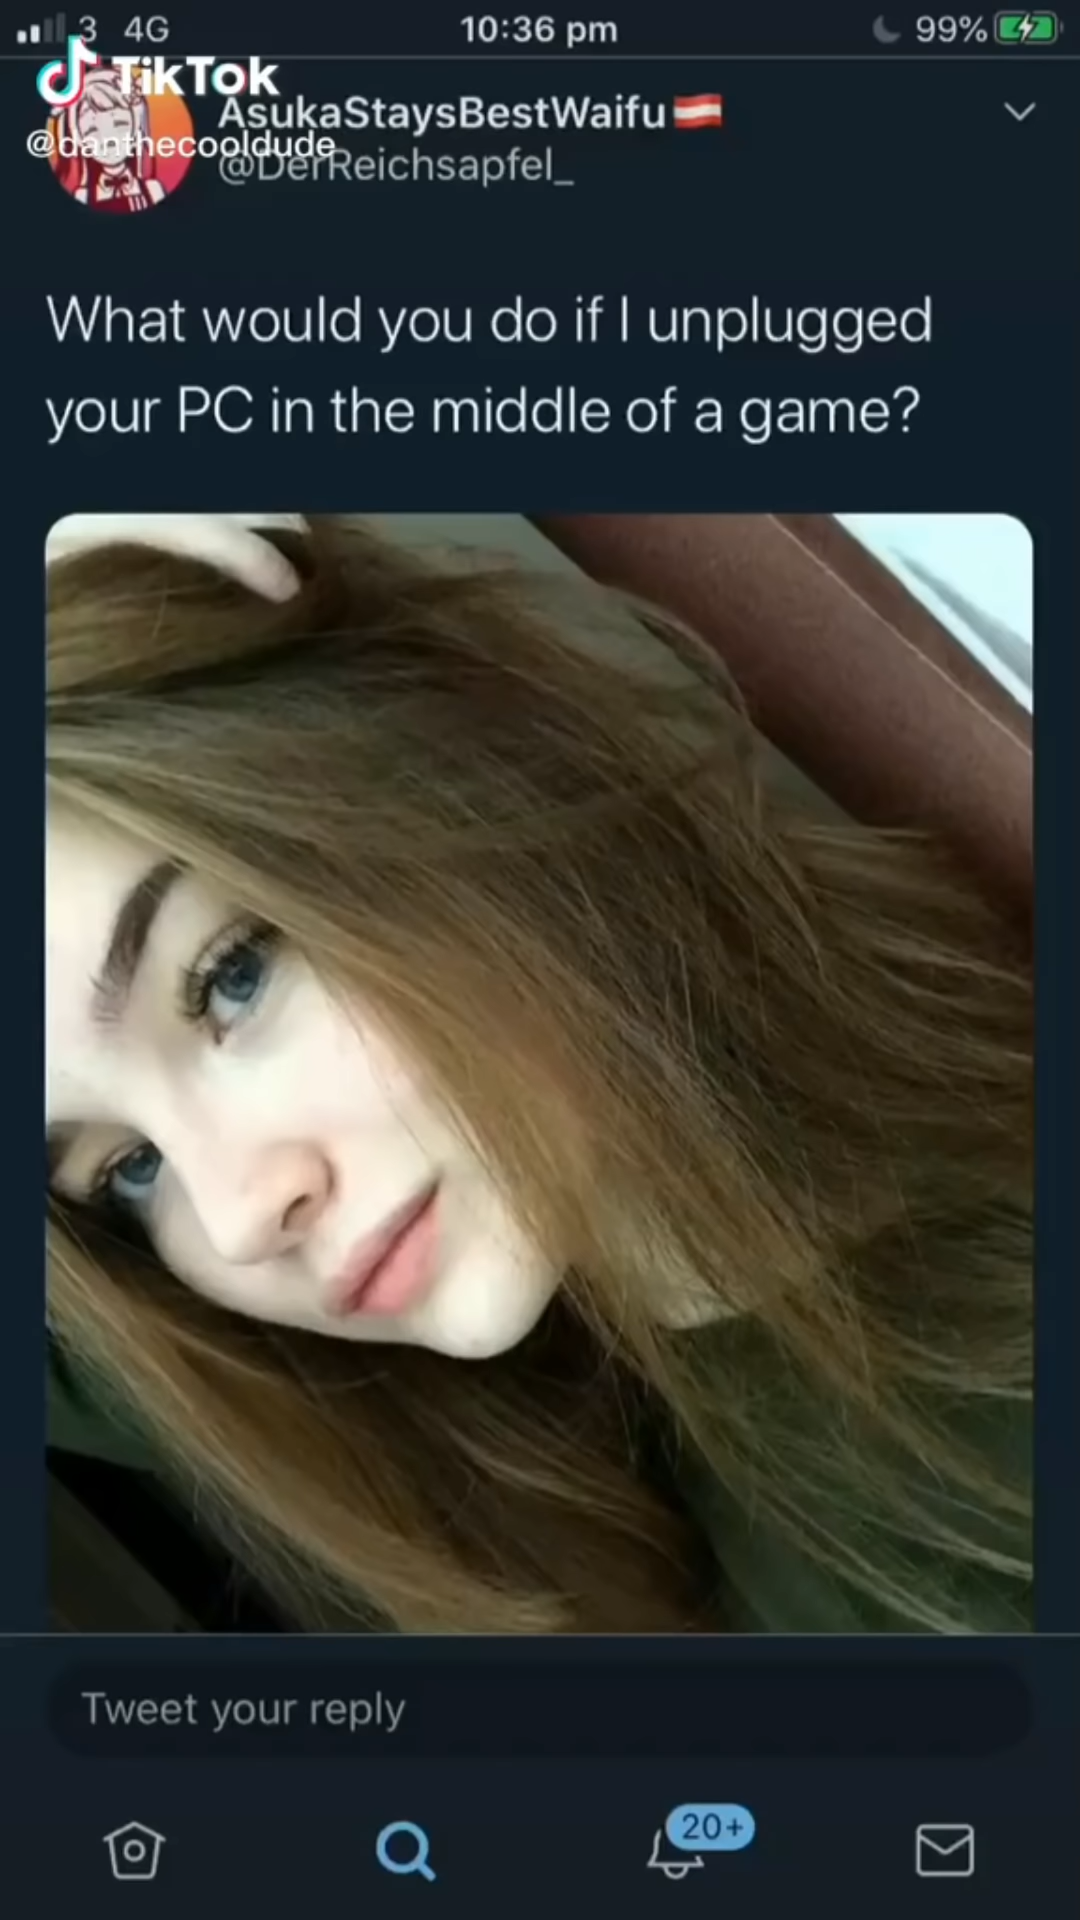 3 4G 10:36 pm 99%
TikTok
@danthecooldude
AsukaStaysBestWaifu
@DerReichsapfel_
What would you do if I unplugged
your PC in the middle of a game?
Tweet your reply
20+